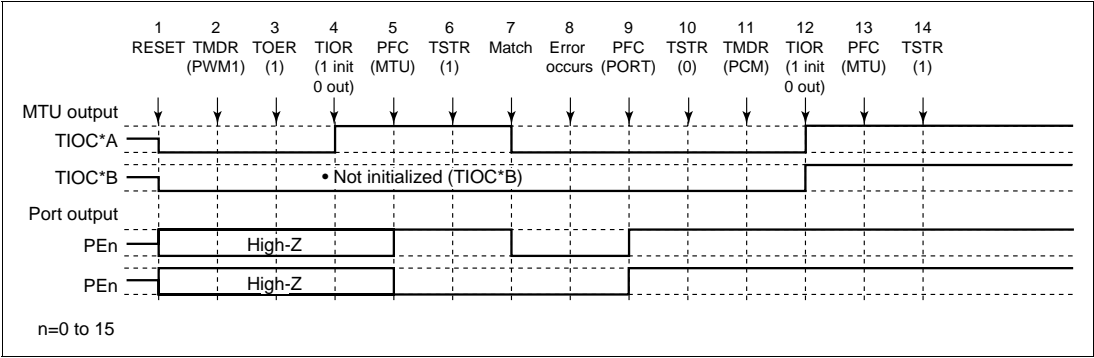 1 2 3 4 5 6 7 8 9 10 11 12 13 14
RESET TMDR TOER TIOR PFC TSTR Match Error PFC TSTR TMDR TIOR PFC TSTR
(PWM1) (1) (1 init (MTU) (1) occurs (PORT) (0) (PCM) (1 init (MTU) (1)
0 out) 0 out)
MTU output
TIOC*A
TIOC*B • Not initialized (TIOC*B)
Port output
PEn High-Z
PEn High-Z
n=0 to 15